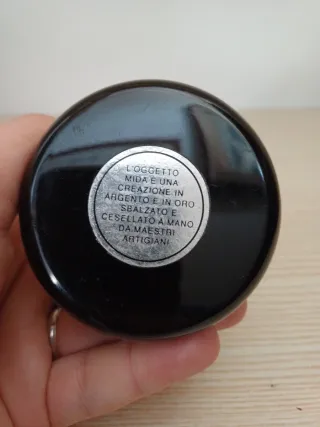 L'OGGETTO
MIDA È UNA
CREAZIONE IN
ARGENTO E IN ORO
SBALZATO E
CESELLATO A MANO
DA MAESTRI
ARTIGIANI